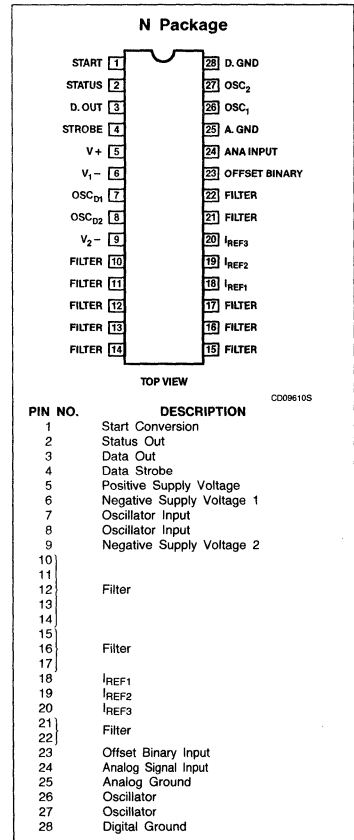 N Package
START 1 28 D. GND
STATUS 2 27 OSC2
D. OUT 3 26 OSC1
STROBE 4 25 A. GND
V+ 5 24 ANA INPUT
V1− 6 23 OFFSET BINARY
OSCD1 7 22 FILTER
OSCD2 8 21 FILTER
V2− 9 20 IREF3
FILTER 10 19 IREF2
FILTER 11 18 IREF1
FILTER 12 17 FILTER
FILTER 13 16 FILTER
FILTER 14 15 FILTER
TOP VIEW
CD09610S
PIN NO. DESCRIPTION
1 Start Conversion
2 Status Out
3 Data Out
4 Data Strobe
5 Positive Supply Voltage
6 Negative Supply Voltage 1
7 Oscillator Input
8 Oscillator Input
9 Negative Supply Voltage 2
10
11
12 Filter
13
14
15
16 Filter
17
18 IREF1
19 IREF2
20 IREF3
21
22 Filter
23 Offset Binary Input
24 Analog Signal Input
25 Analog Ground
26 Oscillator
27 Oscillator
28 Digital Ground